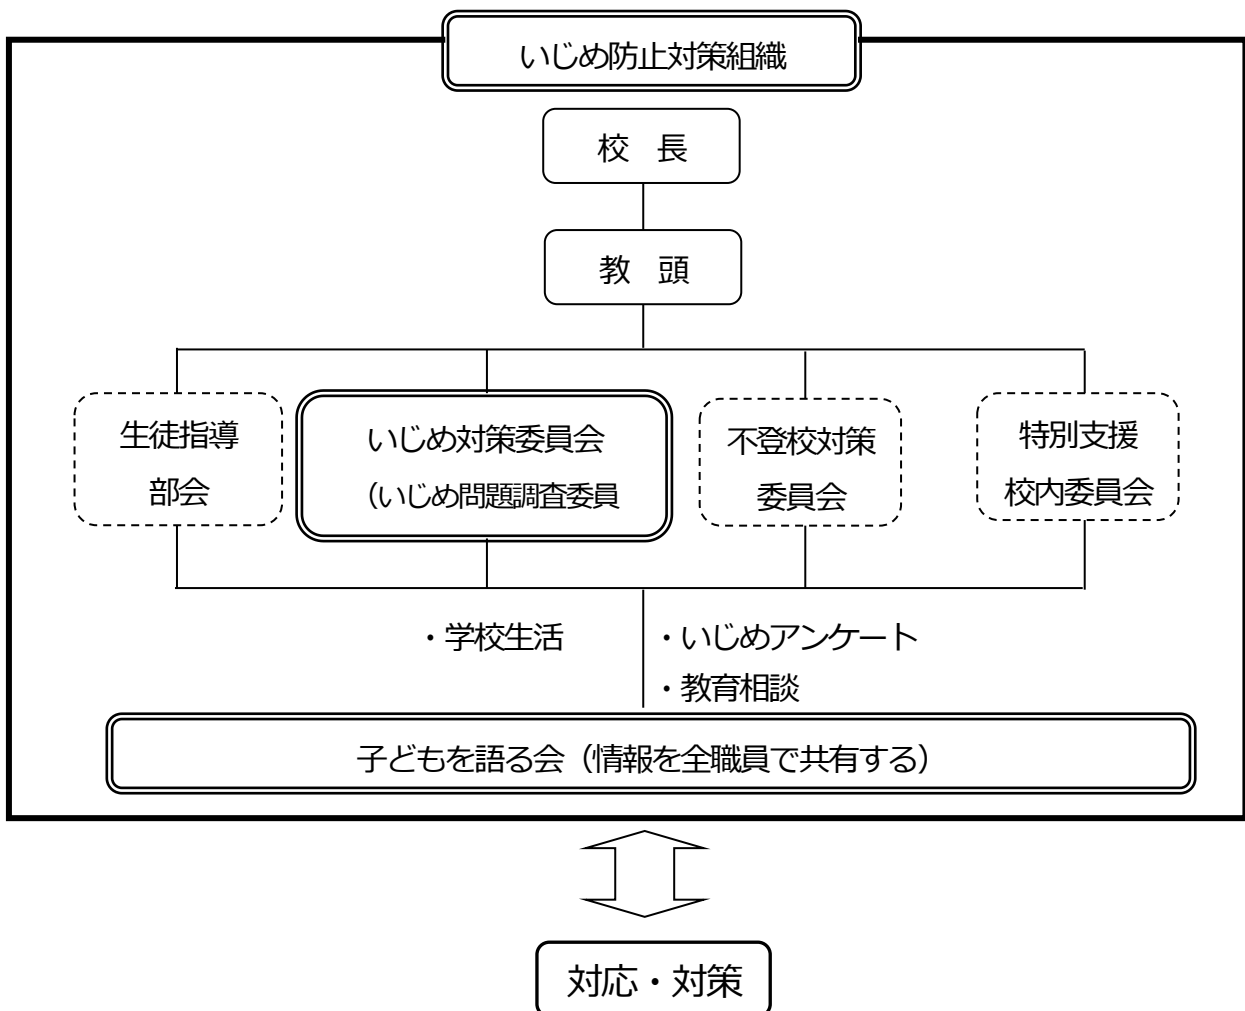 いじめ防止対策組織
校　長
教　頭
生徒指導
部会
いじめ対策委員会
（いじめ問題調査委員
不登校対策
委員会
特別支援
校内委員会
・学校生活
・いじめアンケート
・教育相談
子どもを語る会（情報を全職員で共有する）
対応・対策